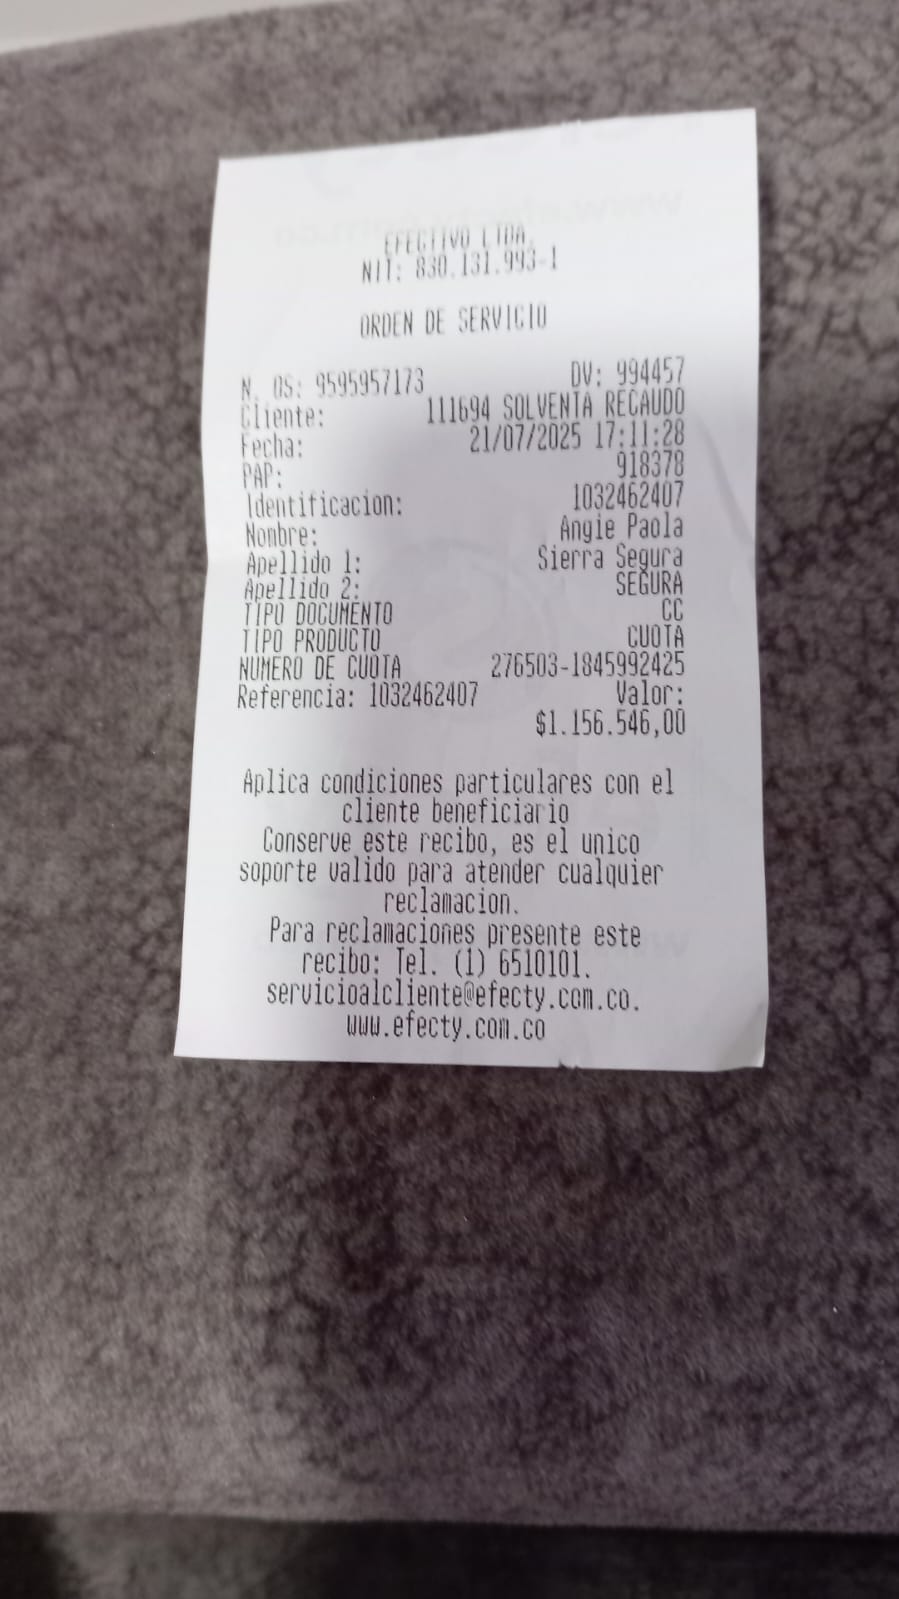 EFECTIVO LTDA.
NIT: 830.131.993-1
ORDEN DE SERVICIO
N. OS: 9595957173 DV: 994457
Cliente: 111694 SOLVENTA RECAUDO
Fecha: 21/07/2025 17:11:28
PAP: 918378
Identificacion: 1032462407
Nombre: Angie Paola
Apellido 1: Sierra Segura
Apellido 2: SEGURA
TIPO DOCUMENTO CC
TIPO PRODUCTO CUOTA
NUMERO DE CUOTA 276503-1845992425
Referencia: 1032462407 Valor:
$1.156.546,00
Aplica condiciones particulares con el
cliente beneficiario
Conserve este recibo, es el unico
soporte valido para atender cualquier
reclamacion.
Para reclamaciones presente este
recibo: Tel. (1) 6510101.
servicioalcliente@efecty.com.co.
www.efecty.com.co